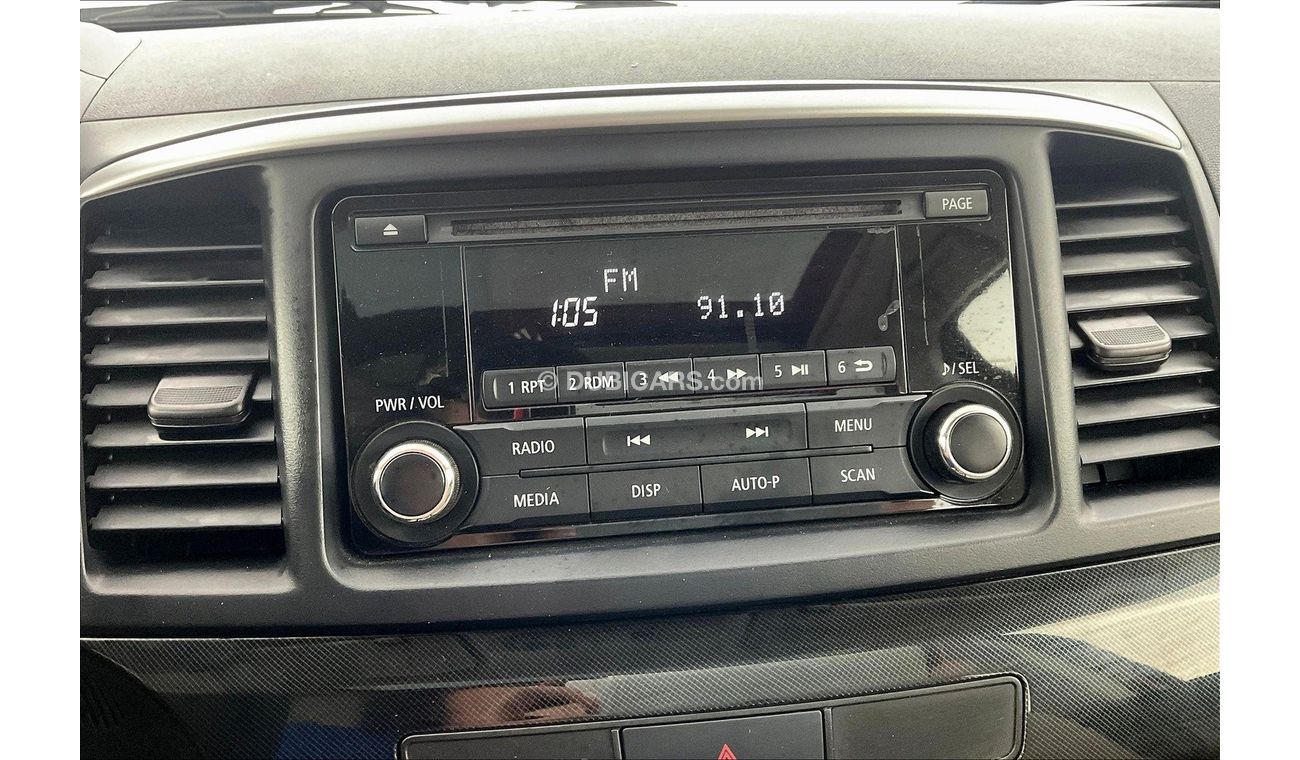 PAGE
FM
1:05 91.10
1 RPT 2 RDM 3 4 5 6
© DUBICARS.com
PWR / VOL
♪/SEL
RADIO MENU
MEDIA DISP AUTO-P SCAN